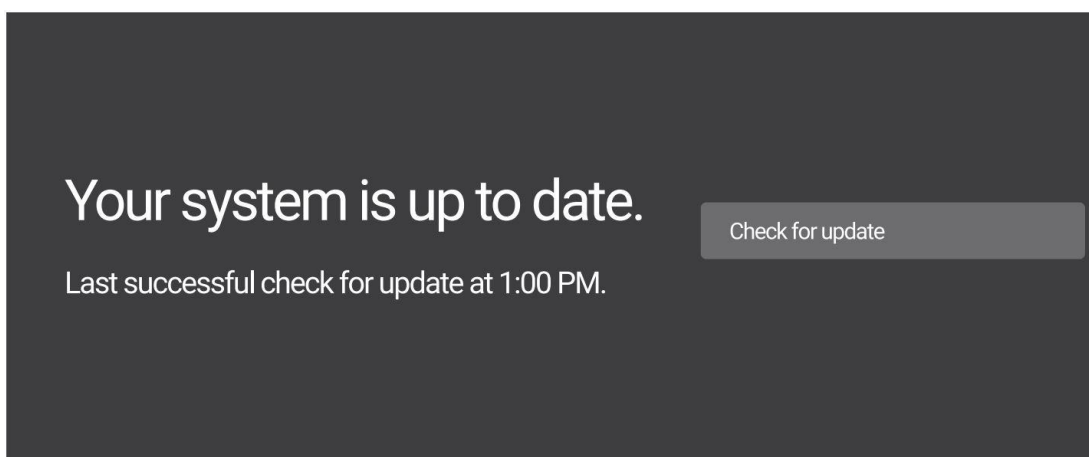 Your system is up to date.
Check for update
Last successful check for update at 1:00 PM.